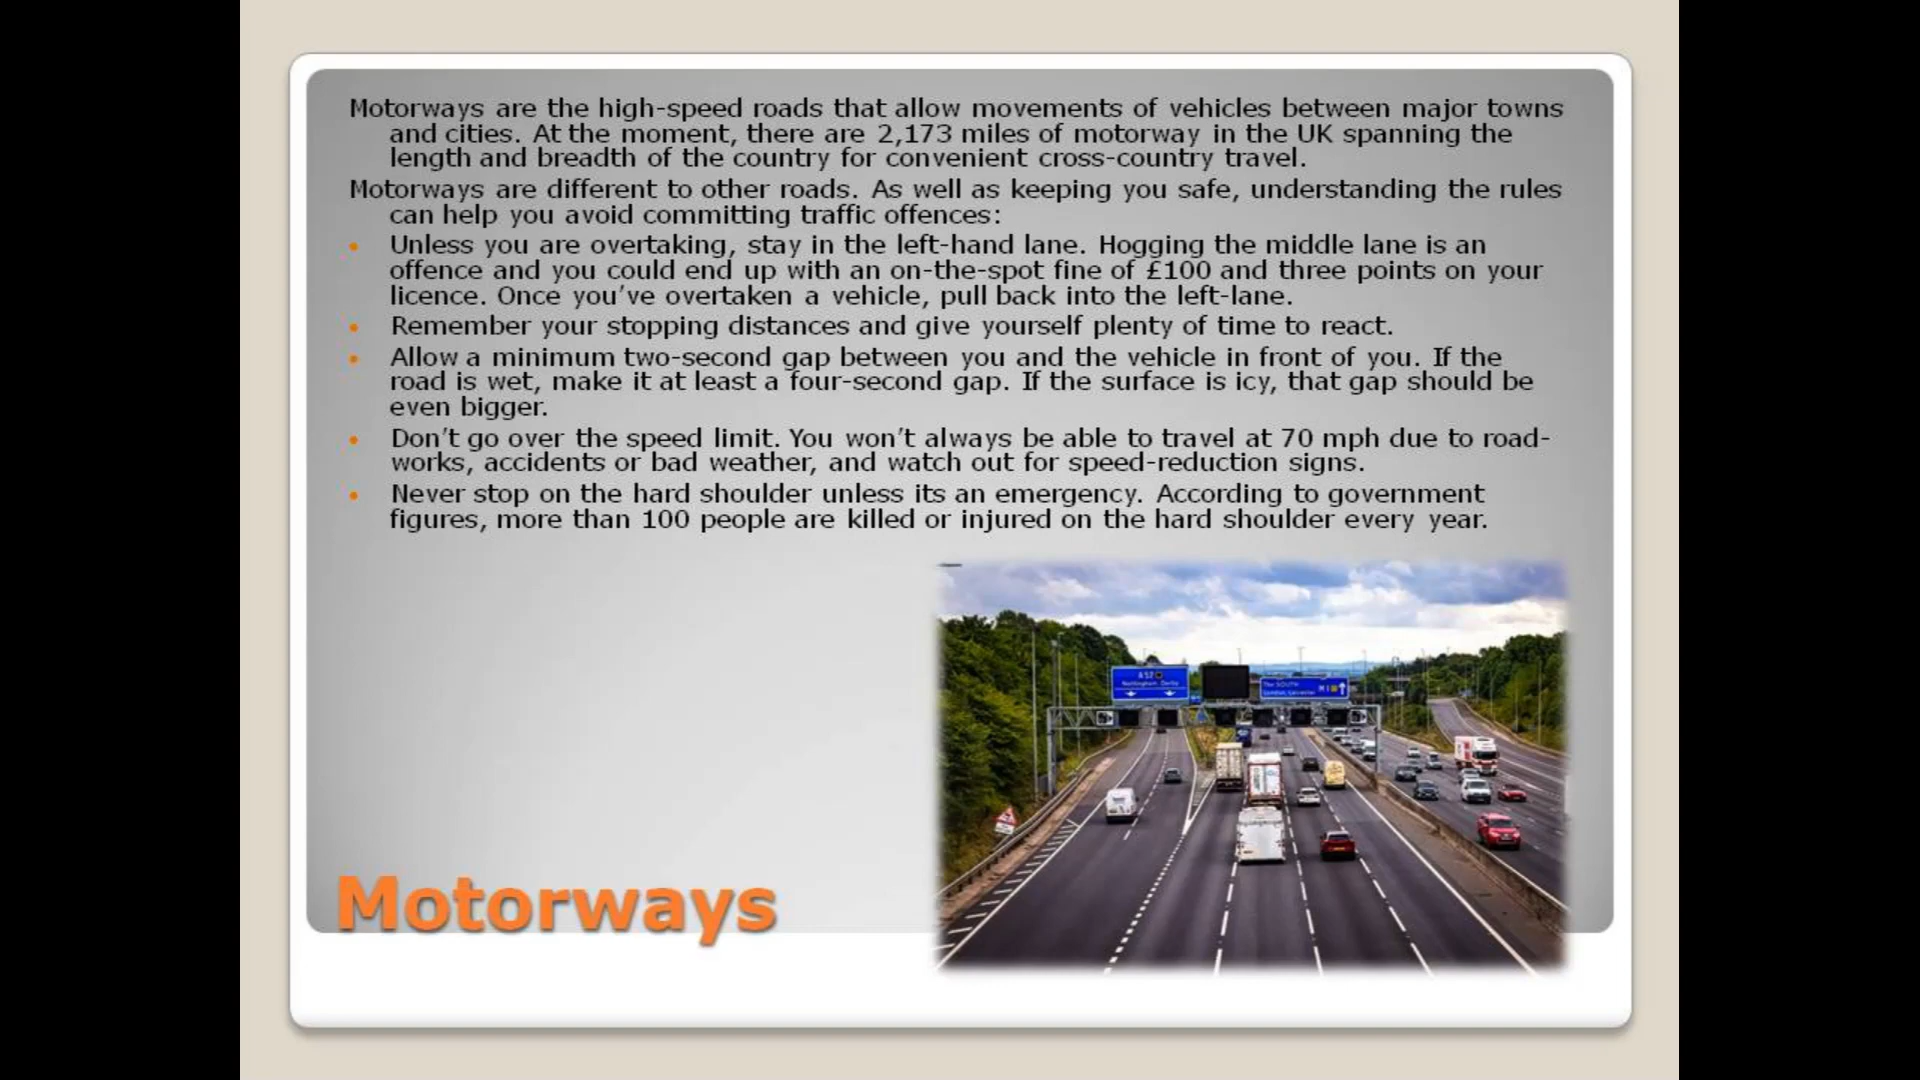 Motorways are the high-speed roads that allow movements of vehicles between major towns
and cities. At the moment, there are 2,173 miles of motorway in the UK spanning the
length and breadth of the country for convenient cross-country travel.
Motorways are different to other roads. As well as keeping you safe, understanding the rules
can help you avoid committing traffic offences:
• Unless you are overtaking, stay in the left-hand lane. Hogging the middle lane is an
offence and you could end up with an on-the-spot fine of £100 and three points on your
licence. Once you’ve overtaken a vehicle, pull back into the left-lane.
• Remember your stopping distances and give yourself plenty of time to react.
• Allow a minimum two-second gap between you and the vehicle in front of you. If the
road is wet, make it at least a four-second gap. If the surface is icy, that gap should be
even bigger.
• Don’t go over the speed limit. You won’t always be able to travel at 70 mph due to road-
works, accidents or bad weather, and watch out for speed-reduction signs.
• Never stop on the hard shoulder unless its an emergency. According to government
figures, more than 100 people are killed or injured on the hard shoulder every year.
A52
Nottingham, Derby
The SOUTH
London, Leicester
M1
Motorways